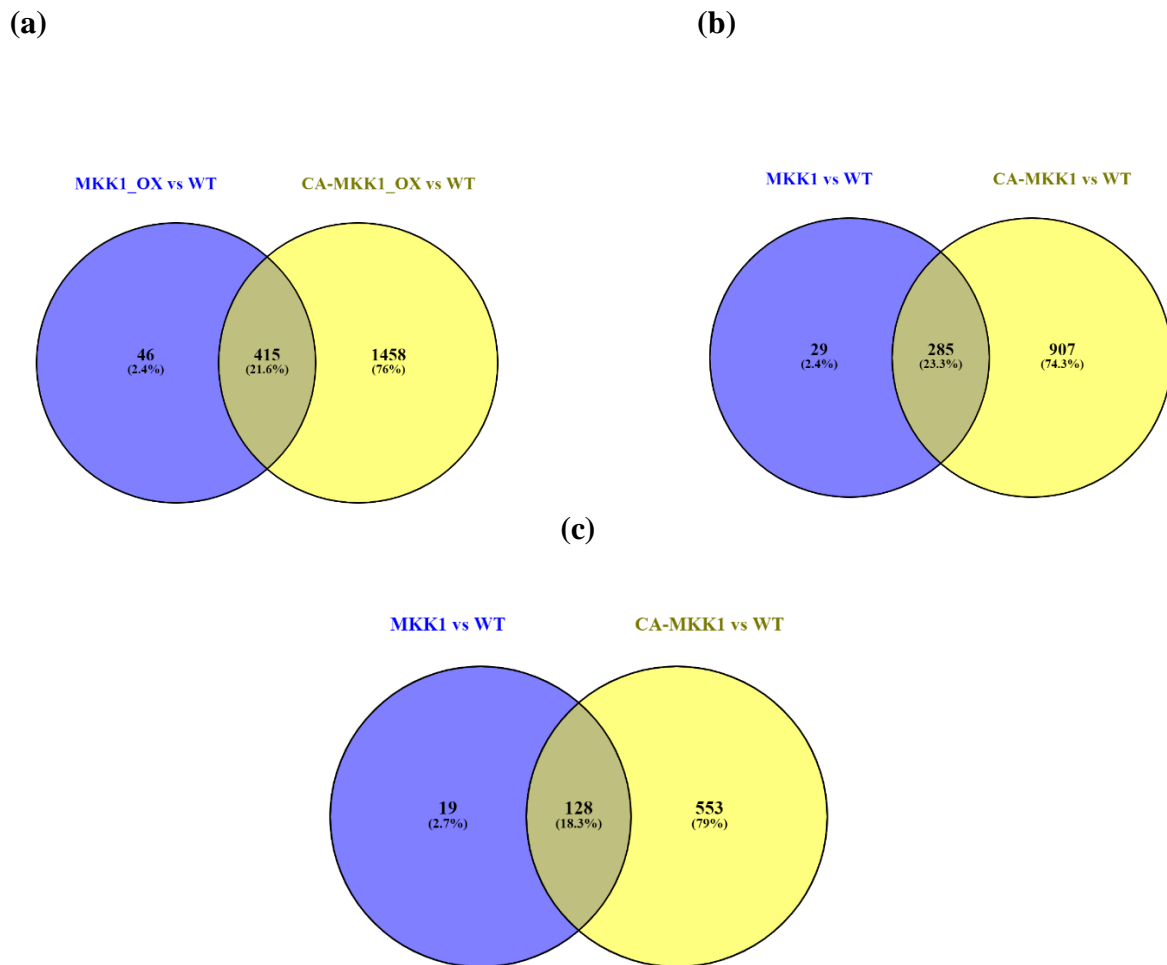 (a)
(b)
MKK1_OX vs WT
CA-MKK1_OX vs WT
MKK1 vs WT
CA-MKK1 vs WT
46
(2.4%)
415
(21.6%)
1458
(76%)
29
(2.4%)
285
(23.3%)
907
(74.3%)
(c)
MKK1 vs WT
CA-MKK1 vs WT
19
(2.7%)
128
(18.3%)
553
(79%)